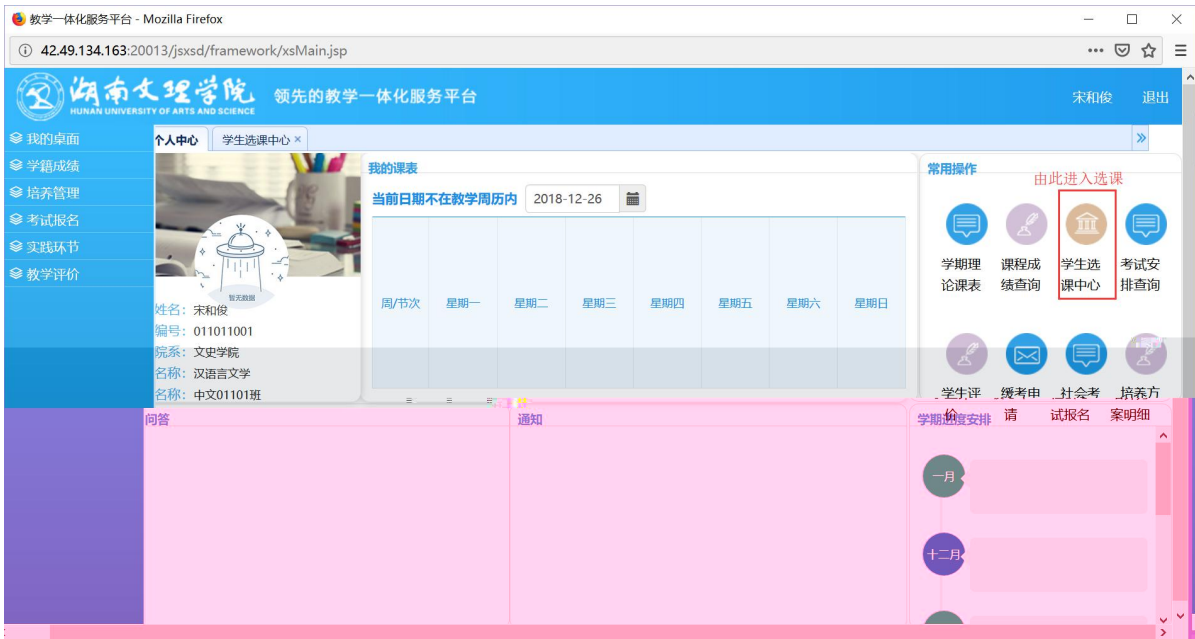 教学一体化服务平台 - Mozilla Firefox
42.49.134.163:20013/jsxsd/framework/xsMain.jsp
湖南文理学院
HUNAN UNIVERSITY OF ARTS AND SCIENCE
领先的教学一体化服务平台
宋和俊 退出
我的桌面
学籍成绩
培养管理
考试报名
实践环节
教学评价
个人中心 学生选课中心 ×
暂无数据
姓名: 宋和俊
编号: 011011001
院系: 文史学院
名称: 汉语言文学
名称: 中文01101班
我的课表
当前日期不在教学周历内 2018-12-26
周/节次 星期一 星期二 星期三 星期四 星期五 星期六 星期日
常用操作
由此进入选课
学期理论课表
课程成绩查询
学生选课中心
考试安排查询
学生评价
缓考申请
社会考试报名
培养方案明细
问答
通知
学期进度安排
一月
十二月